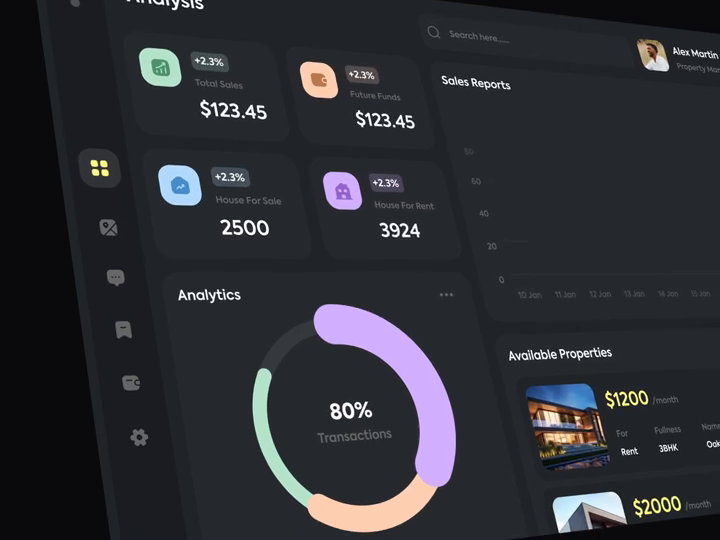 Analysis
Search here......
Alex Martin
Property Man
+2.3%
Total Sales
$123.45
+2.3%
Future Funds
$123.45
+2.3%
House For Sale
2500
+2.3%
House For Rent
3924
Sales Reports
80
60
40
20
0
10 Jan
11 Jan
12 Jan
13 Jan
14 Jan
15 Jan
Analytics
80%
Transactions
Available Properties
$1200 /month
For Fullness Name
Rent 3BHK Oak
$2000 /month